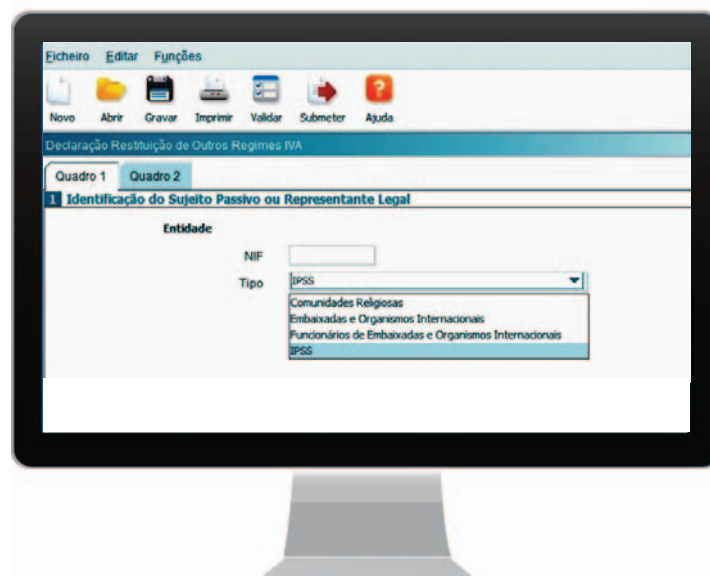 Ficheiro Editar Funções
Novo Abrir Gravar Imprimir Validar Submeter Ajuda
Declaração Restituição de Outros Regimes IVA
Quadro 1 Quadro 2
1 Identificação do Sujeito Passivo ou Representante Legal
Entidade
NIF
Tipo IPSS
Comunidades Religiosas
Embaixadas e Organismos Internacionais
Funcionários de Embaixadas e Organismos Internacionais
IPSS